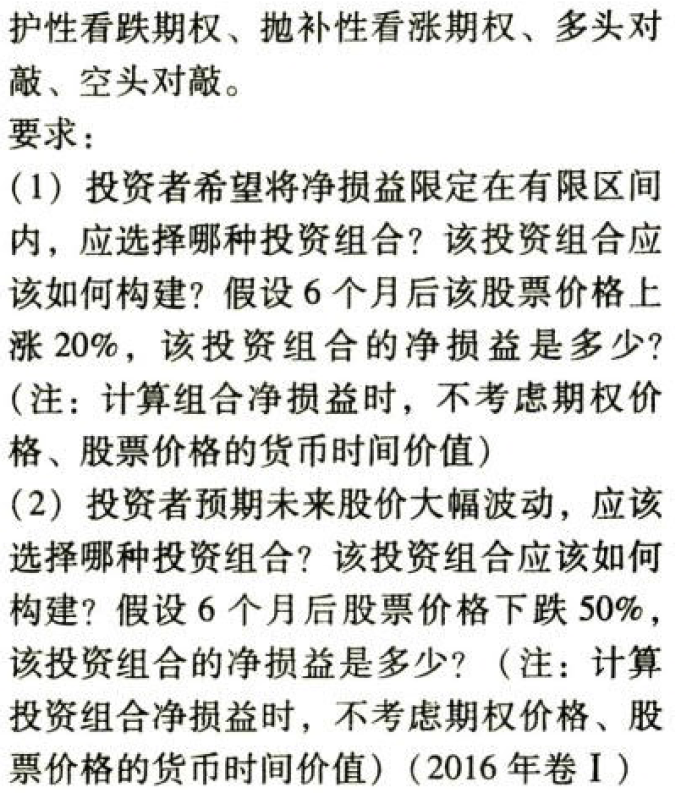 护性看跌期权、抛补性看涨期权、多头对
敲、空头对敲。
要求：
（1）投资者希望将净损益限定在有限区间
内，应选择哪种投资组合？该投资组合应
该如何构建？假设 6 个月后该股票价格上
涨 20%，该投资组合的净损益是多少？
（注：计算组合净损益时，不考虑期权价
格、股票价格的货币时间价值）
（2）投资者预期未来股价大幅波动，应该
选择哪种投资组合？该投资组合应该如何
构建？假设 6 个月后股票价格下跌 50%，
该投资组合的净损益是多少？（注：计算
投资组合净损益时，不考虑期权价格、股
票价格的货币时间价值）（2016 年卷Ⅰ）